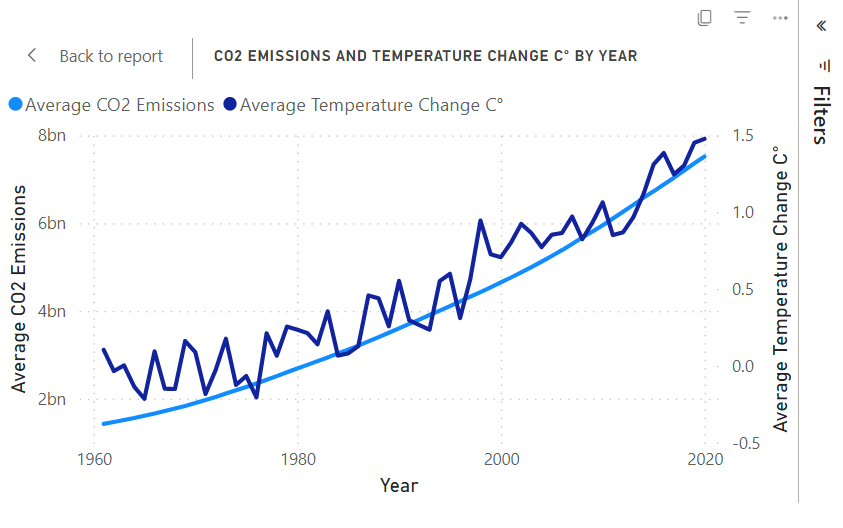 Back to report
CO2 EMISSIONS AND TEMPERATURE CHANGE C° BY YEAR
Average CO2 Emissions
Average Temperature Change C°
8bn
6bn
4bn
2bn
Average CO2 Emissions
1.5
1.0
0.5
0.0
-0.5
Average Temperature Change C°
1960
1980
2000
2020
Year
Filters